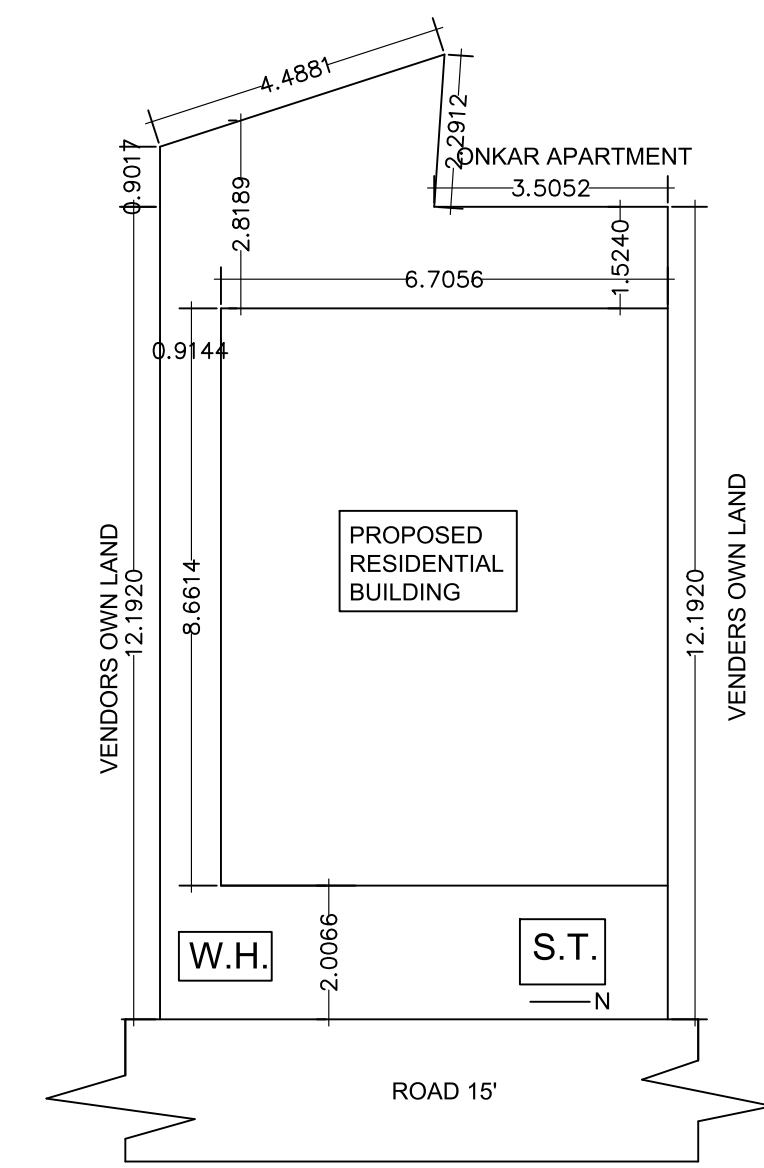 4.4881
0.9017
2.2912
ONKAR APARTMENT
3.5052
2.8189
1.5240
6.7056
0.9144
PROPOSED
RESIDENTIAL
BUILDING
VENDORS OWN LAND
12.1920
8.6614
12.1920
VENDERS OWN LAND
W.H.
2.0066
S.T.
N
ROAD 15'